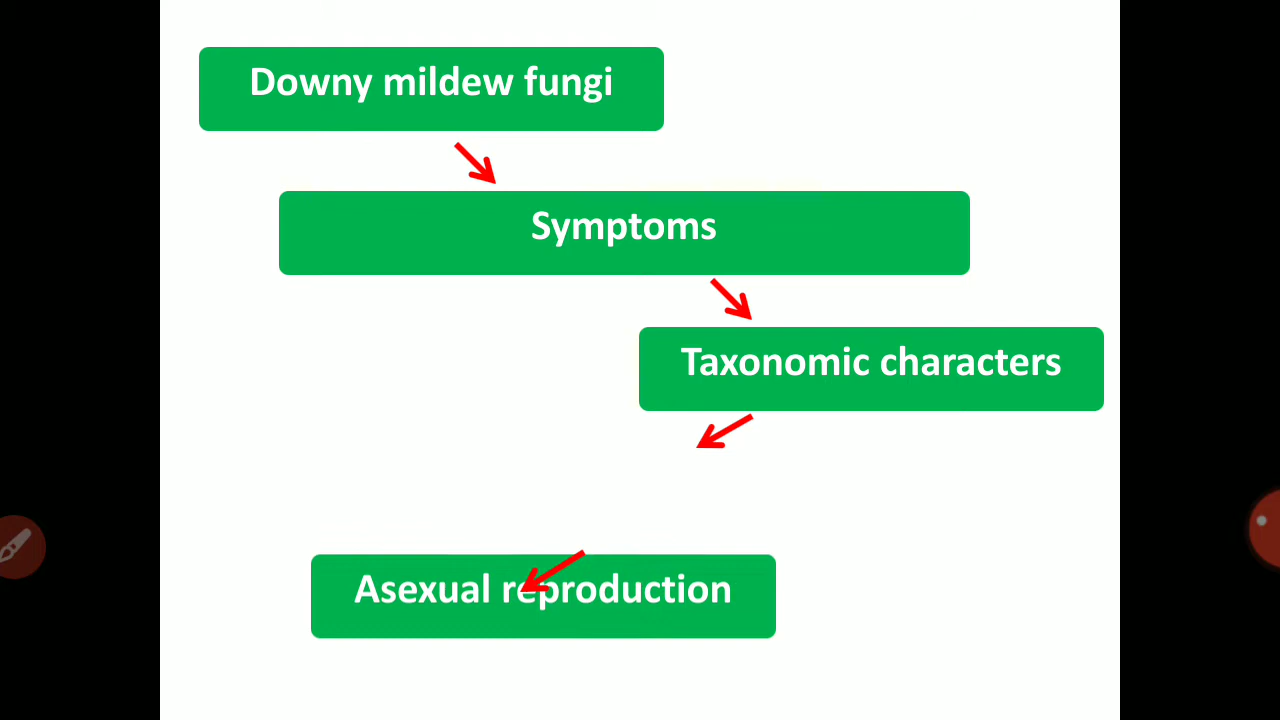 Downy mildew fungi
Symptoms
Taxonomic characters
Asexual reproduction